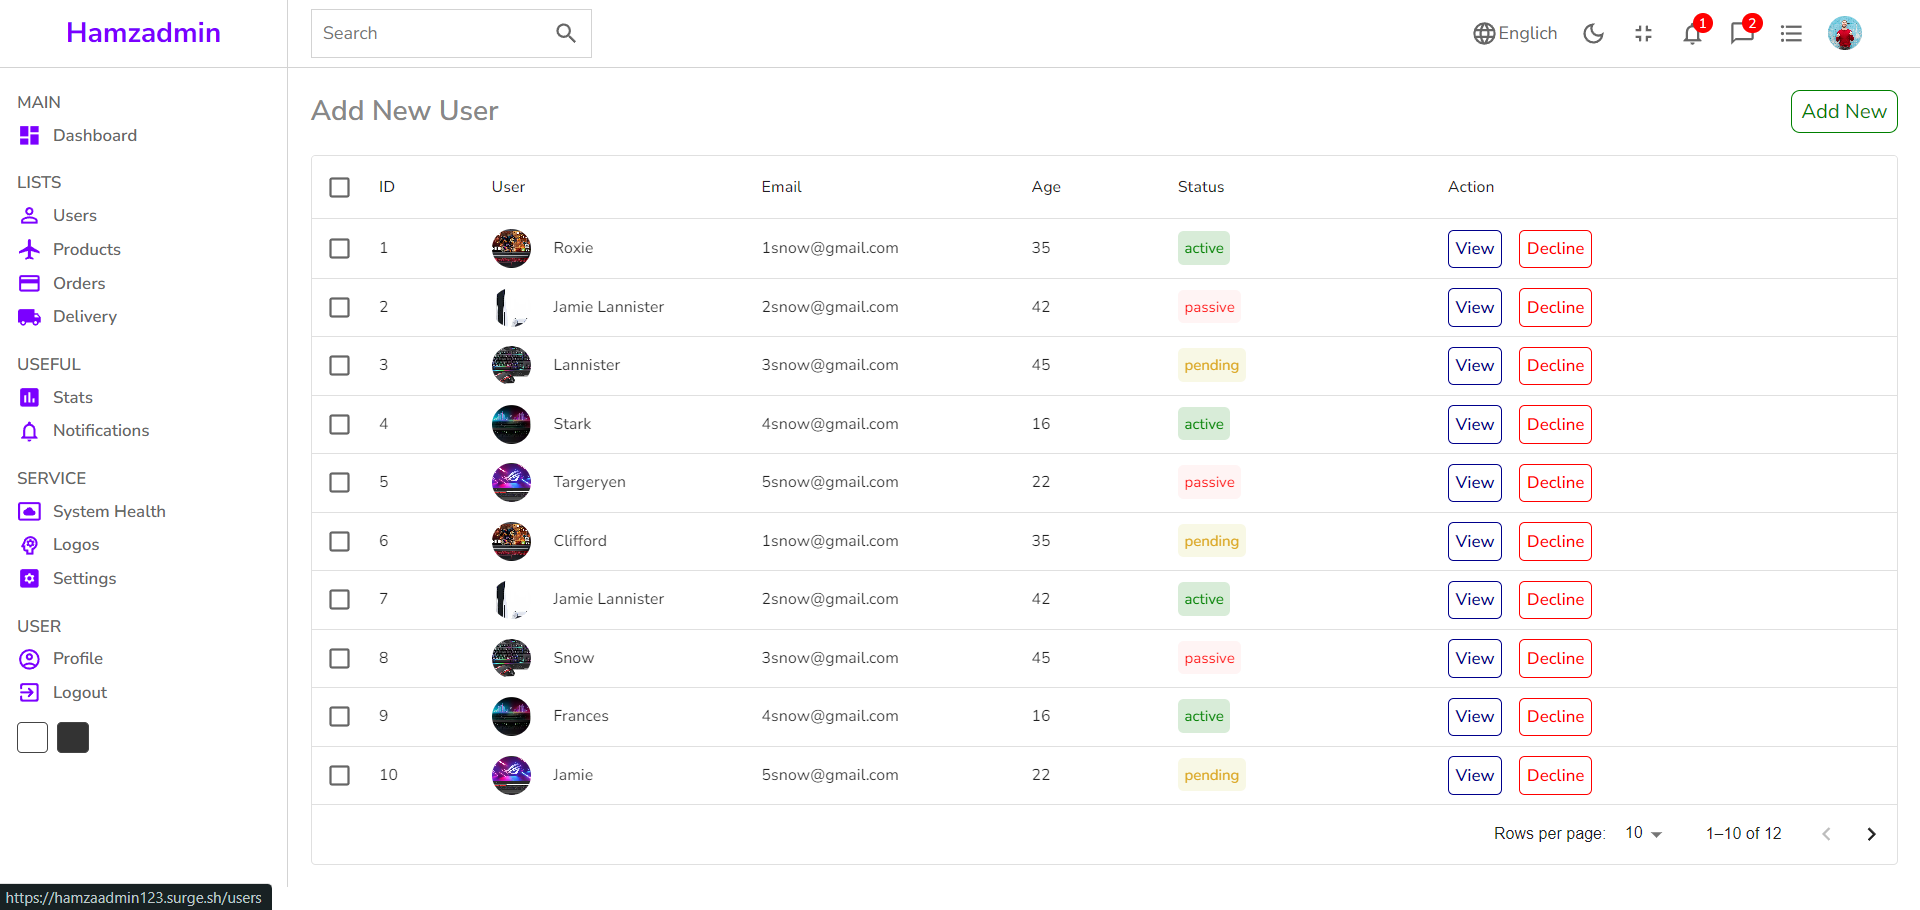 Hamzadmin
Search
English
1
2
MAIN
Dashboard
LISTS
Users
Products
Orders
Delivery
USEFUL
Stats
Notifications
SERVICE
System Health
Logos
Settings
USER
Profile
Logout
Add New User
Add New
ID User Email Age Status Action
1 Roxie 1snow@gmail.com 35 active View Decline
2 Jamie Lannister 2snow@gmail.com 42 passive View Decline
3 Lannister 3snow@gmail.com 45 pending View Decline
4 Stark 4snow@gmail.com 16 active View Decline
5 Targeryen 5snow@gmail.com 22 passive View Decline
6 Clifford 1snow@gmail.com 35 pending View Decline
7 Jamie Lannister 2snow@gmail.com 42 active View Decline
8 Snow 3snow@gmail.com 45 passive View Decline
9 Frances 4snow@gmail.com 16 active View Decline
10 Jamie 5snow@gmail.com 22 pending View Decline
Rows per page: 10 1–10 of 12
https://hamzaadmin123.surge.sh/users